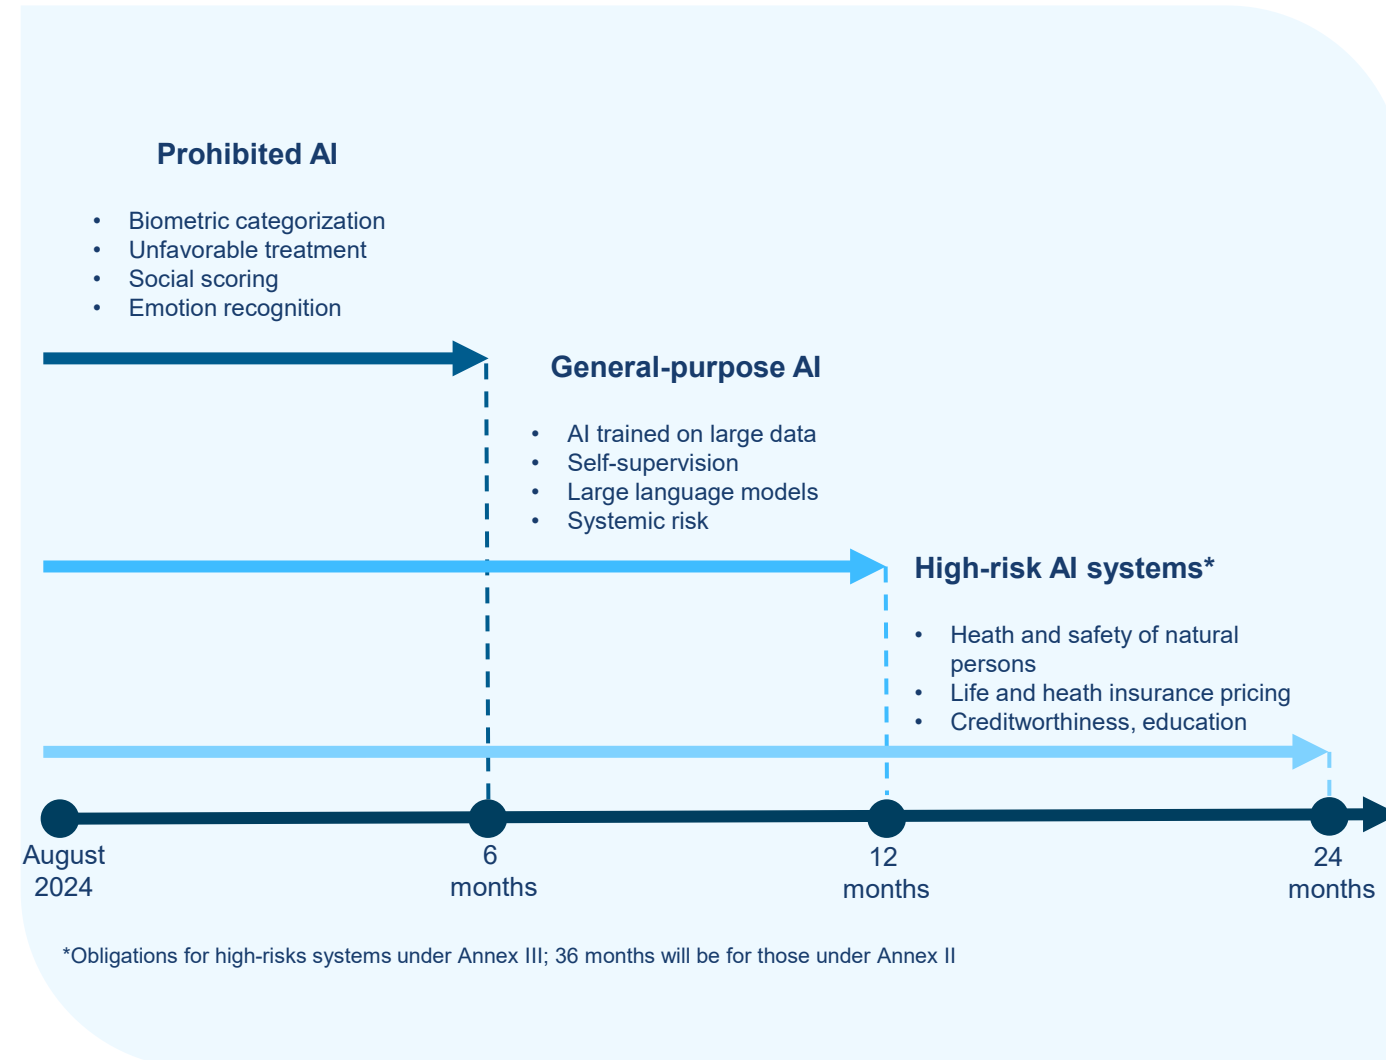 Prohibited AI
• Biometric categorization
• Unfavorable treatment
• Social scoring
• Emotion recognition
General-purpose AI
• AI trained on large data
• Self-supervision
• Large language models
• Systemic risk
High-risk AI systems*
• Heath and safety of natural
persons
• Life and heath insurance pricing
• Creditworthiness, education
August
2024
6
months
12
months
24
months
*Obligations for high-risks systems under Annex III; 36 months will be for those under Annex II